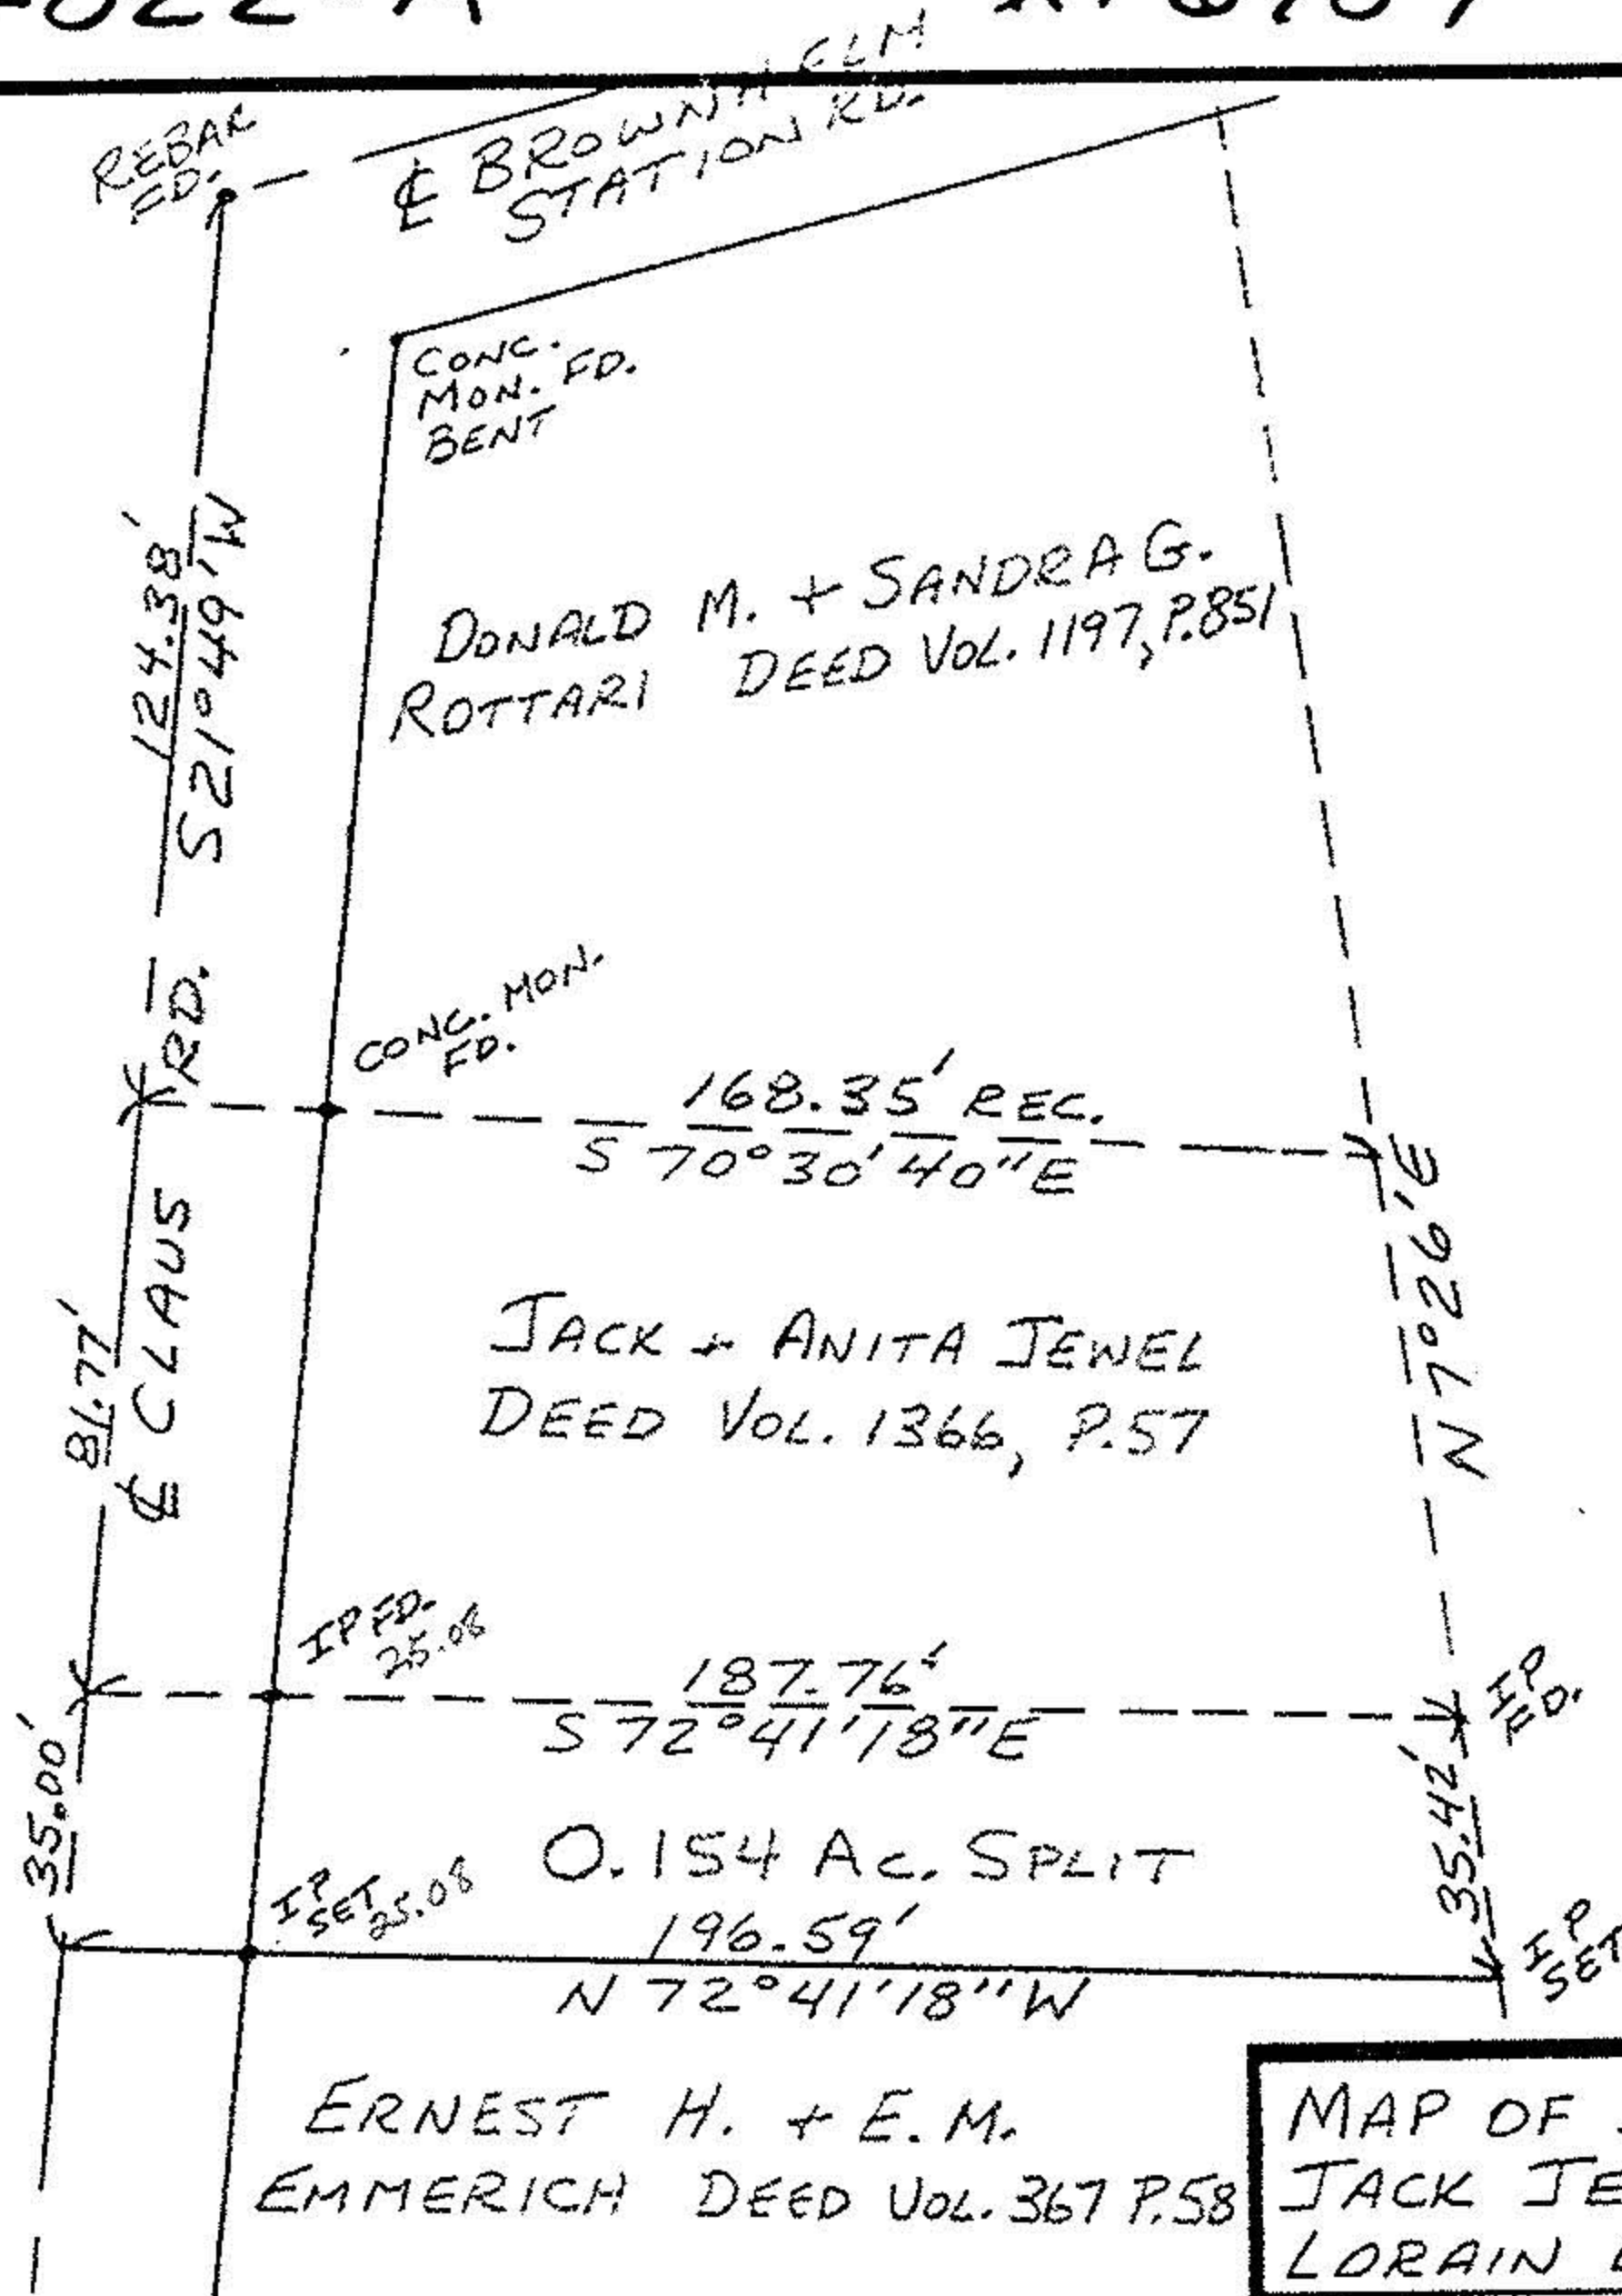 REBAR
FD.
℄ BROWNHELM
STATION RD.
CONC.
MON. FD.
BENT
124.38'
S 21°49' W
DONALD M. + SANDRA G.
ROTTARI DEED VOL. 1197, P.851
CONC. MON.
FD.
168.35' REC.
S 70°30'40" E
N 7°26' E
81.77'
℄ CLAUS RD.
JACK + ANITA JEWEL
DEED VOL. 1366, P.57
IP FD.
25.08
187.76'
S 72°41'18" E
IP
FD.
35.00'
35.42'
0.154 AC. SPLIT
IP
SET
25.08
196.59'
N 72°41'18" W
IP
SET
ERNEST H. + E.M.
EMMERICH DEED VOL. 367 P.58
MAP OF
JACK JE
LORAIN